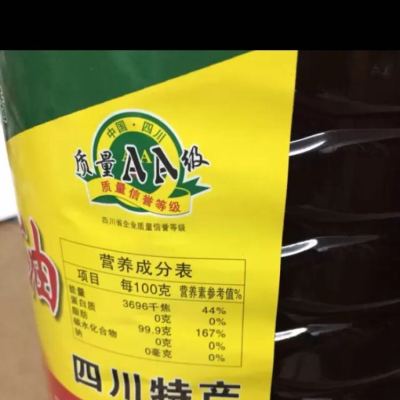 中国·四川
质量AA级
AAA
质量信誉等级
四川省企业质量信誉等级
油
营养成分表
项目 每100克 营养素参考值%
能量 3696千焦 44%
蛋白质 0克 0%
脂肪 99.9克 167%
碳水化合物 0克 0%
钠 0毫克 0%
四川特产